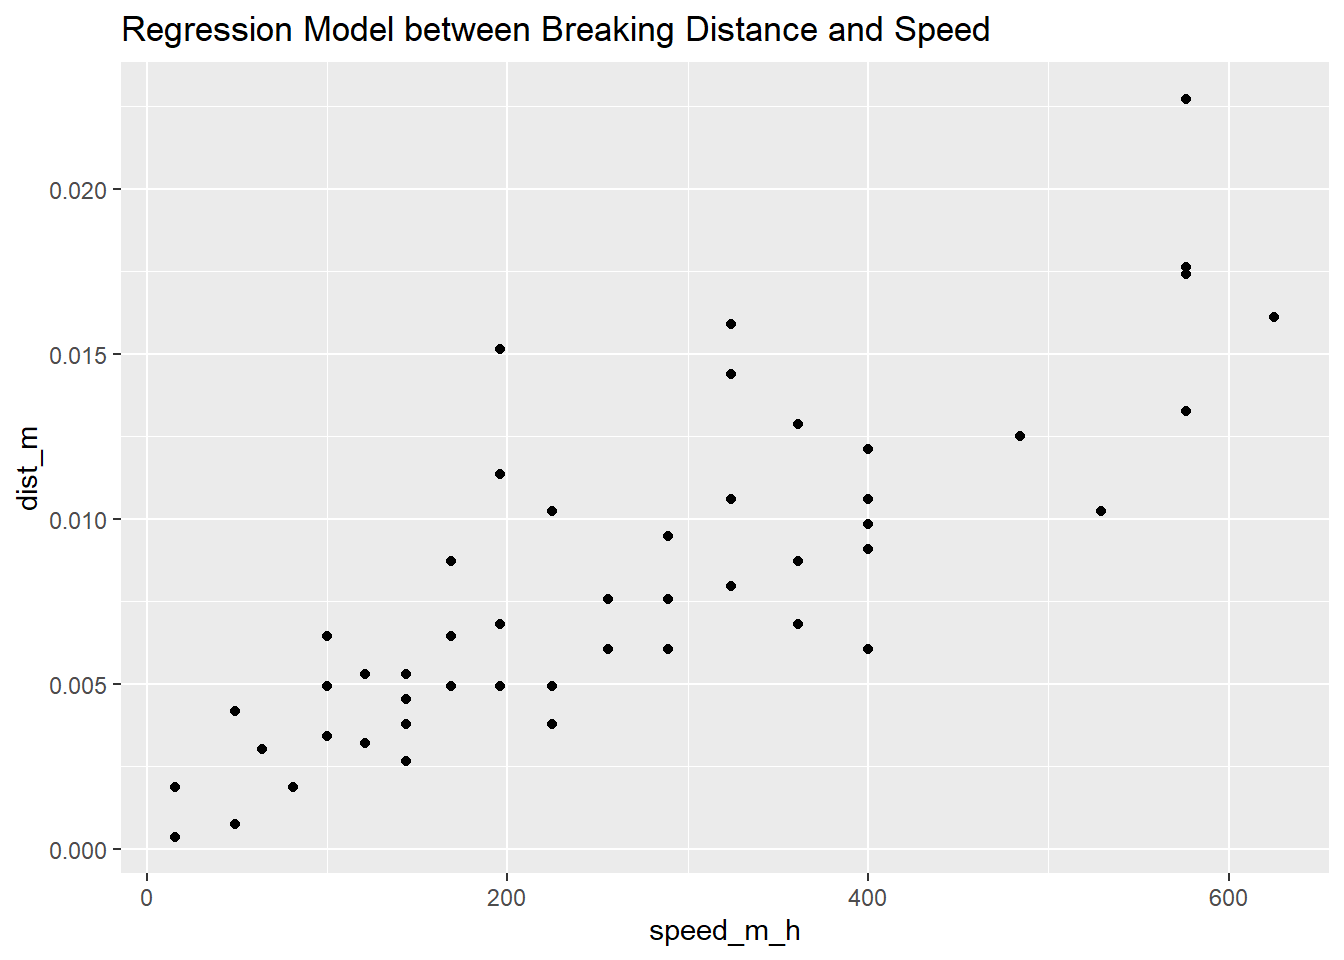 Regression Model between Breaking Distance and Speed
0.020
0.015
0.010
0.005
0.000
dist_m
0 200 400 600
speed_m_h